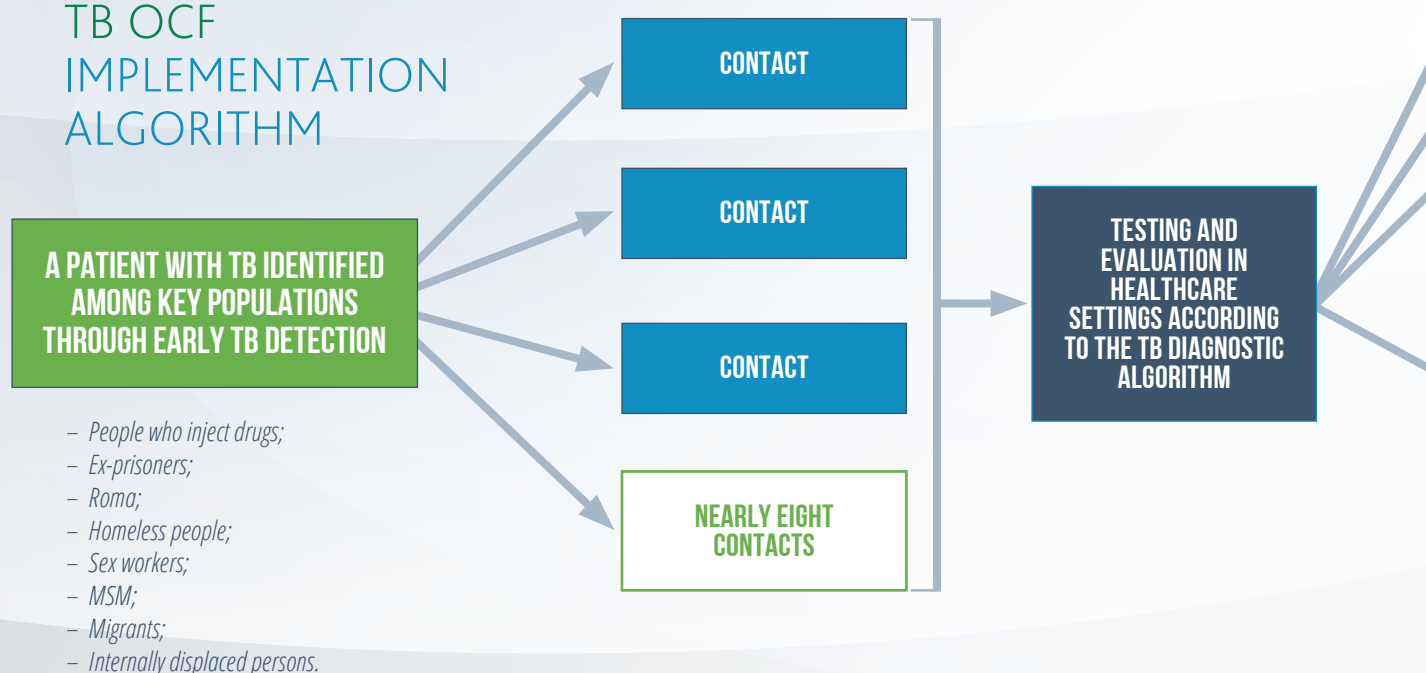 TB OCF
IMPLEMENTATION
ALGORITHM
A PATIENT WITH TB IDENTIFIED
AMONG KEY POPULATIONS
THROUGH EARLY TB DETECTION
– People who inject drugs;
– Ex-prisoners;
– Roma;
– Homeless people;
– Sex workers;
– MSM;
– Migrants;
– Internally displaced persons.
CONTACT
CONTACT
CONTACT
NEARLY EIGHT
CONTACTS
TESTING AND
EVALUATION IN
HEALTHCARE
SETTINGS ACCORDING
TO THE TB DIAGNOSTIC
ALGORITHM